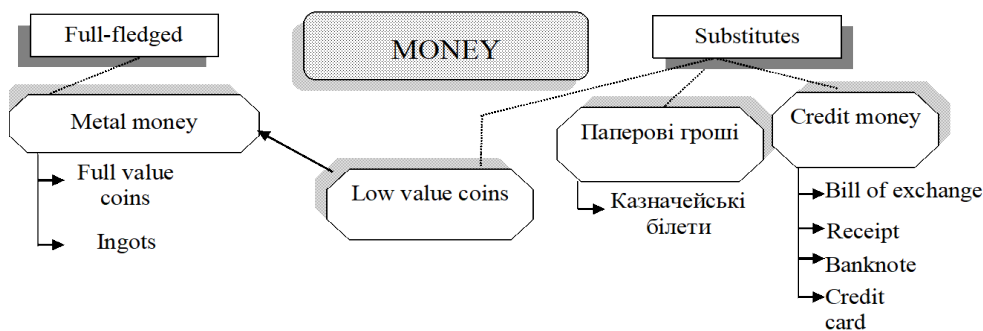 Full-fledged
MONEY
Substitutes
Metal money
Паперові гроші
Credit money
Full value
coins
Ingots
Low value coins
Казначейські
білети
Bill of exchange
Receipt
Banknote
Credit
card